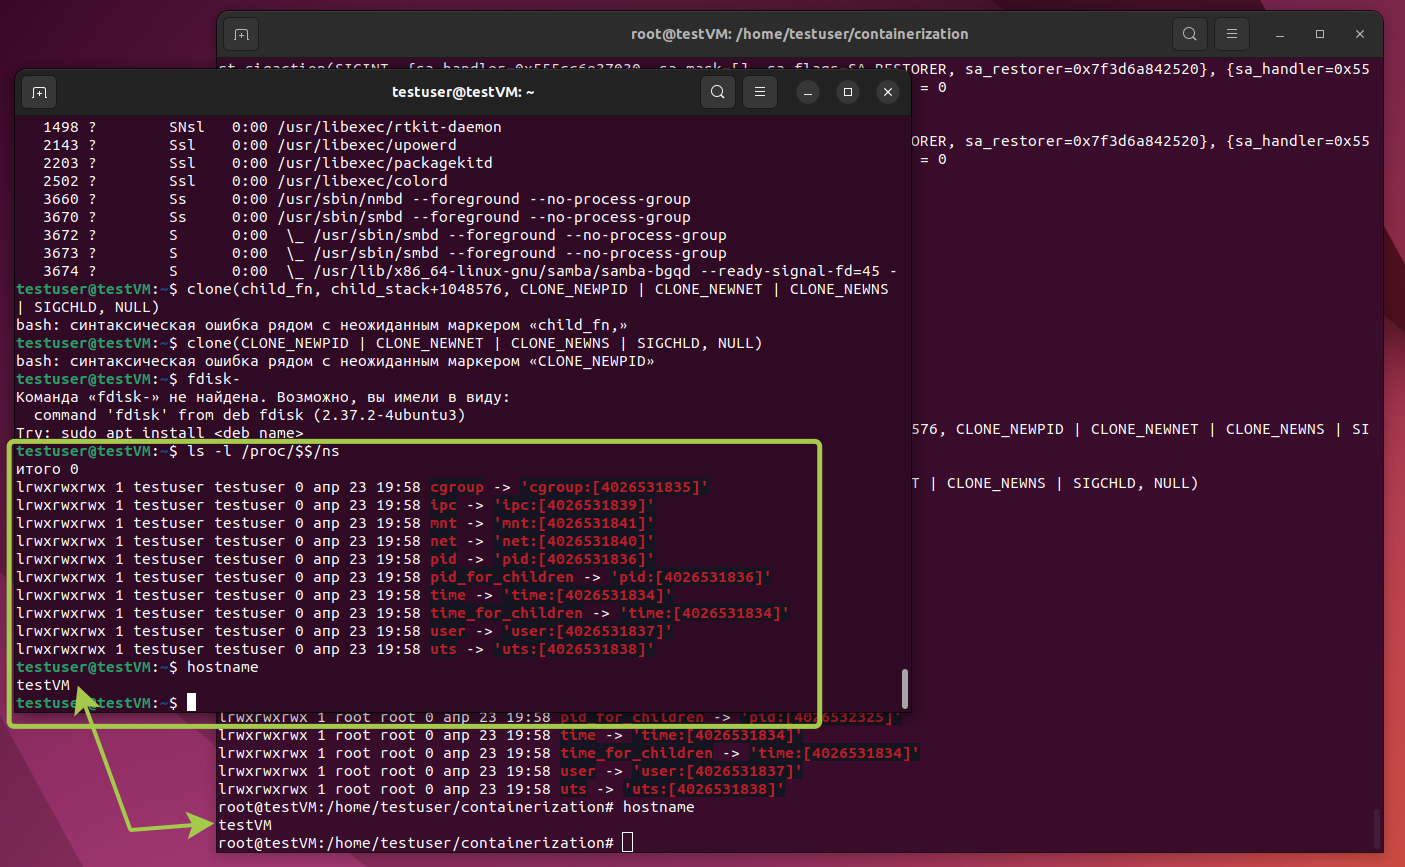 root@testVM: /home/testuser/containerization
RESTORER, sa_restorer=0x7f3d6a842520}, {sa_handler=0x55
= 0
ORER, sa_restorer=0x7f3d6a842520}, {sa_handler=0x55
= 0
576, CLONE_NEWPID | CLONE_NEWNET | CLONE_NEWNS | SI
T | CLONE_NEWNS | SIGCHLD, NULL)
testuser@testVM: ~
1498 ? SNsl 0:00 /usr/libexec/rtkit-daemon
2143 ? Ssl 0:00 /usr/libexec/upowerd
2203 ? Ssl 0:00 /usr/libexec/packagekitd
2502 ? Ssl 0:00 /usr/libexec/colord
3660 ? Ss 0:00 /usr/sbin/nmbd --foreground --no-process-group
3670 ? Ss 0:00 /usr/sbin/smbd --foreground --no-process-group
3672 ? S 0:00 \_ /usr/sbin/smbd --foreground --no-process-group
3673 ? S 0:00 \_ /usr/sbin/smbd --foreground --no-process-group
3674 ? S 0:00 \_ /usr/lib/x86_64-linux-gnu/samba/samba-bgqd --ready-signal-fd=45 -
testuser@testVM:~$ clone(child_fn, child_stack+1048576, CLONE_NEWPID | CLONE_NEWNET | CLONE_NEWNS
| SIGCHLD, NULL)
bash: синтаксическая ошибка рядом с неожиданным маркером «child_fn,»
testuser@testVM:~$ clone(CLONE_NEWPID | CLONE_NEWNET | CLONE_NEWNS | SIGCHLD, NULL)
bash: синтаксическая ошибка рядом с неожиданным маркером «CLONE_NEWPID»
testuser@testVM:~$ fdisk-
Команда «fdisk-» не найдена. Возможно, вы имели в виду:
command 'fdisk' from deb fdisk (2.37.2-4ubuntu3)
Try: sudo apt install <deb name>
testuser@testVM:~$ ls -l /proc/$$/ns
итого 0
lrwxrwxrwx 1 testuser testuser 0 апр 23 19:58 cgroup -> 'cgroup:[4026531835]'
lrwxrwxrwx 1 testuser testuser 0 апр 23 19:58 ipc -> 'ipc:[4026531839]'
lrwxrwxrwx 1 testuser testuser 0 апр 23 19:58 mnt -> 'mnt:[4026531841]'
lrwxrwxrwx 1 testuser testuser 0 апр 23 19:58 net -> 'net:[4026531840]'
lrwxrwxrwx 1 testuser testuser 0 апр 23 19:58 pid -> 'pid:[4026531836]'
lrwxrwxrwx 1 testuser testuser 0 апр 23 19:58 pid_for_children -> 'pid:[4026531836]'
lrwxrwxrwx 1 testuser testuser 0 апр 23 19:58 time -> 'time:[4026531834]'
lrwxrwxrwx 1 testuser testuser 0 апр 23 19:58 time_for_children -> 'time:[4026531834]'
lrwxrwxrwx 1 testuser testuser 0 апр 23 19:58 user -> 'user:[4026531837]'
lrwxrwxrwx 1 testuser testuser 0 апр 23 19:58 uts -> 'uts:[4026531838]'
testuser@testVM:~$ hostname
testVM
testuser@testVM:~$
lrwxrwxrwx 1 root root 0 апр 23 19:58 pid_for_children -> 'pid:[4026532325]'
lrwxrwxrwx 1 root root 0 апр 23 19:58 time -> 'time:[4026531834]'
lrwxrwxrwx 1 root root 0 апр 23 19:58 time_for_children -> 'time:[4026531834]'
lrwxrwxrwx 1 root root 0 апр 23 19:58 user -> 'user:[4026531837]'
lrwxrwxrwx 1 root root 0 апр 23 19:58 uts -> 'uts:[4026531838]'
root@testVM:/home/testuser/containerization# hostname
testVM
root@testVM:/home/testuser/containerization#